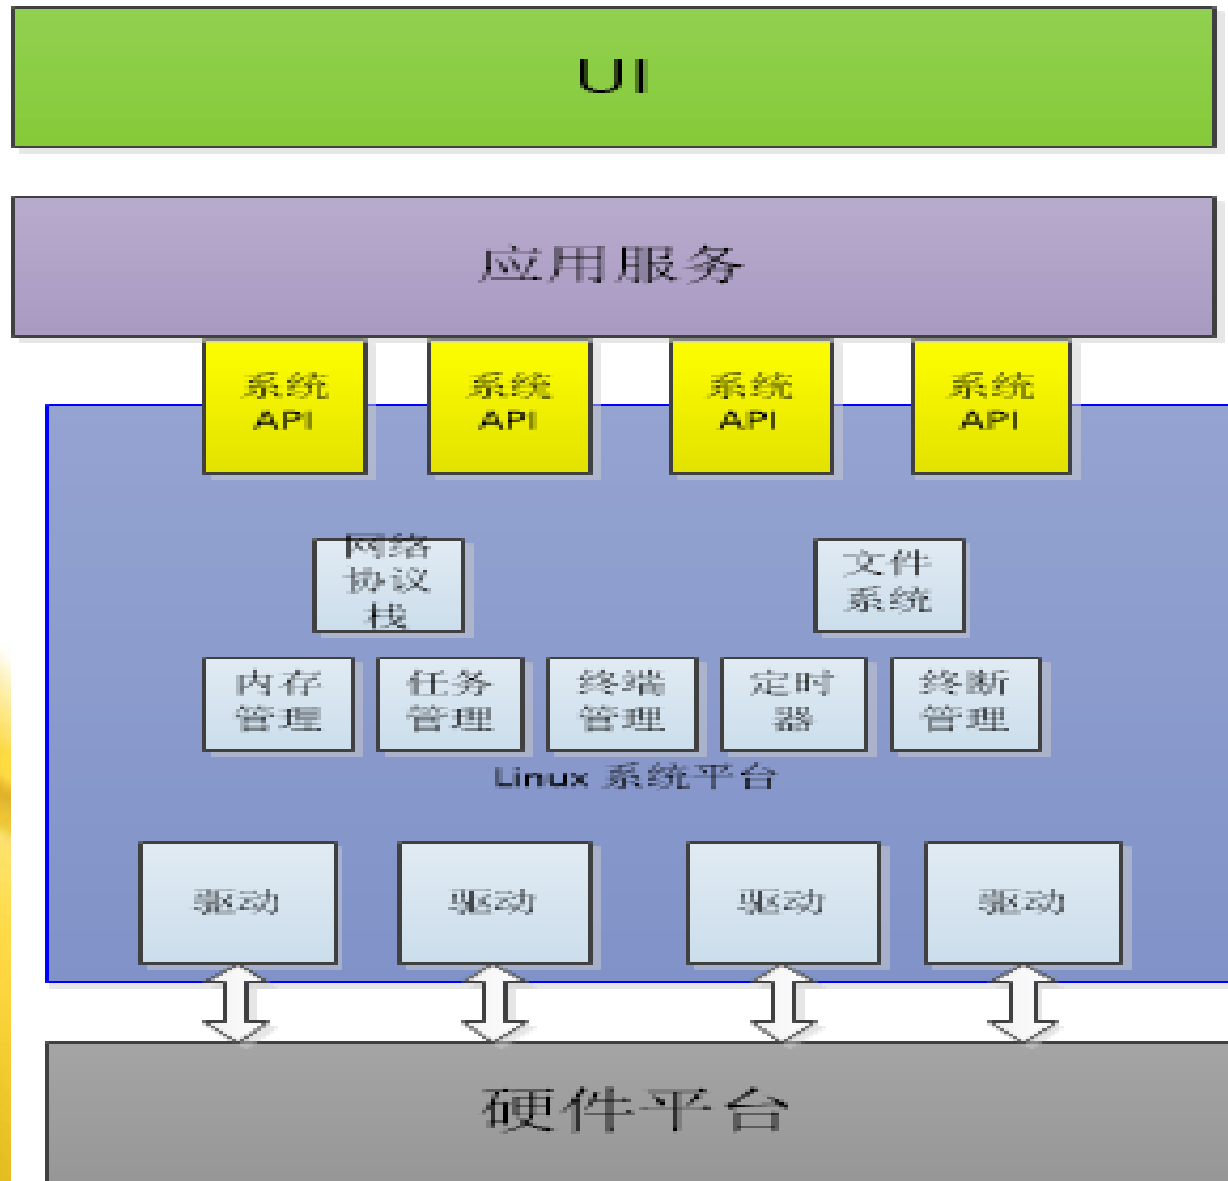 UI
应用服务
系统
API
系统
API
系统
API
系统
API
网络
协议
栈
文件
系统
内存
管理
任务
管理
终端
管理
定时
器
终断
管理
Linux 系统平台
驱动
驱动
驱动
驱动
硬件平台